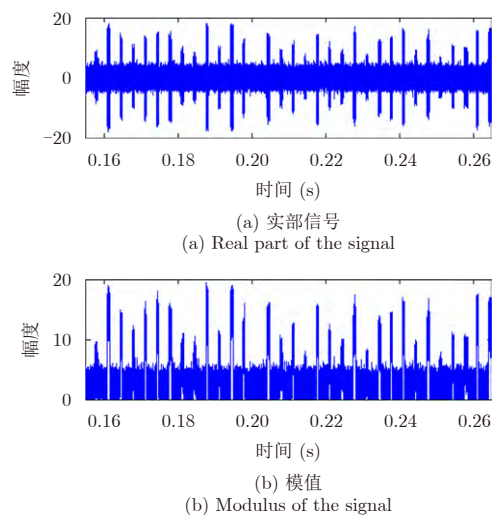 20
0
−20
幅度
0.16 0.18 0.20 0.22 0.24 0.26
时间 (s)
(a) 实部信号
(a) Real part of the signal
20
10
0
幅度
0.16 0.18 0.20 0.22 0.24 0.26
时间 (s)
(b) 模值
(b) Modulus of the signal